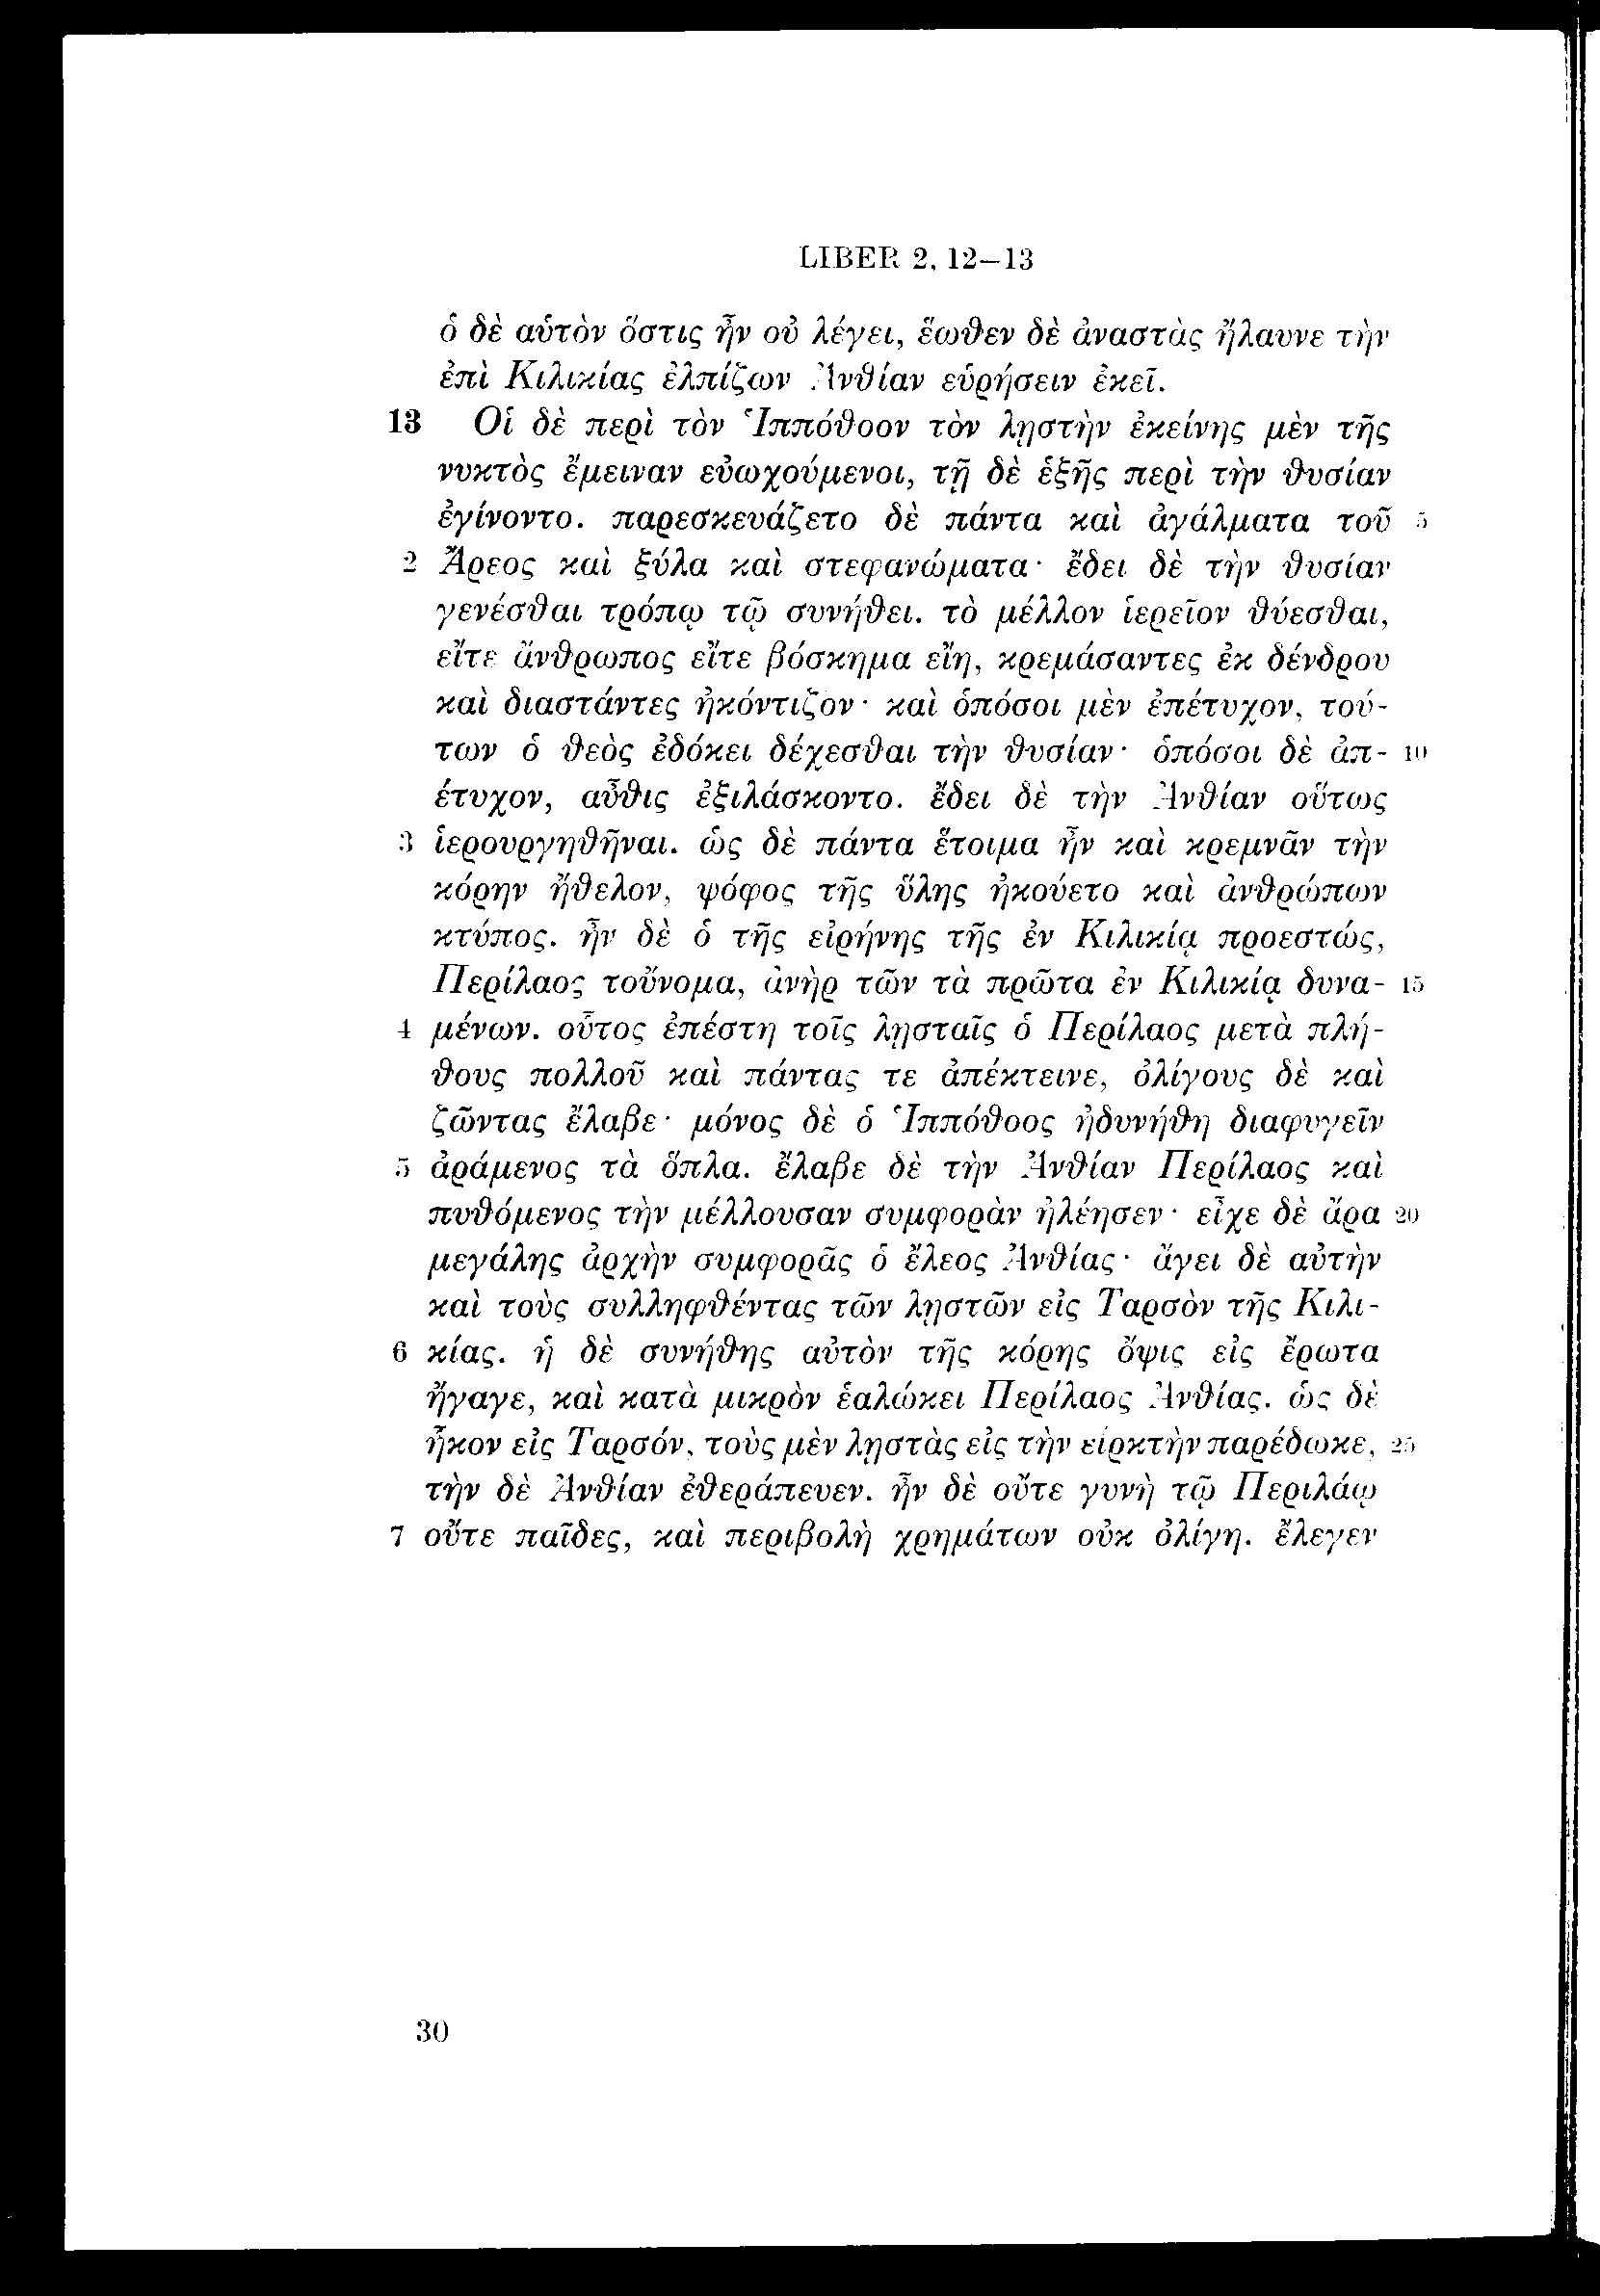 LIBER 2, 12–13
ὁ δὲ αὑτὸν ὅστις ἦν οὐ λέγει, ἕωθεν δὲ ἀναστὰς ἤλαυνε τὴν
ἐπὶ Κιλικίας ἐλπίζων Ἀνθίαν εὑρήσειν ἐκεῖ.
13 Οἱ δὲ περὶ τὸν Ἱππόθοον τὸν λῃστὴν ἐκείνης μὲν τῆς
νυκτὸς ἔμειναν εὐωχούμενοι, τῇ δὲ ἑξῆς περὶ τὴν θυσίαν
ἐγίνοντο. παρεσκευάζετο δὲ πάντα καὶ ἀγάλματα τοῦ 5
2 Ἄρεος καὶ ξύλα καὶ στεφανώματα· ἔδει δὲ τὴν θυσίαν
γενέσθαι τρόπῳ τῷ συνήθει. τὸ μέλλον ἱερεῖον θύεσθαι,
εἴτε ἄνθρωπος εἴτε βόσκημα εἴη, κρεμάσαντες ἐκ δένδρου
καὶ διαστάντες ἠκόντιζον· καὶ ὁπόσοι μὲν ἐπέτυχον, τού-
των ὁ θεὸς ἐδόκει δέχεσθαι τὴν θυσίαν· ὁπόσοι δὲ ἀπ- 10
έτυχον, αὖθις ἐξιλάσκοντο. ἔδει δὲ τὴν Ἀνθίαν οὕτως
3 ἱερουργηθῆναι. ὡς δὲ πάντα ἕτοιμα ἦν καὶ κρεμνᾶν τὴν
κόρην ἤθελον, ψόφος τῆς ὕλης ἠκούετο καὶ ἀνθρώπων
κτύπος. ἦν δὲ ὁ τῆς εἰρήνης τῆς ἐν Κιλικίᾳ προεστώς,
Περίλαος τοὔνομα, ἀνὴρ τῶν τὰ πρῶτα ἐν Κιλικίᾳ δυνα- 15
4 μένων. οὗτος ἐπέστη τοῖς λῃσταῖς ὁ Περίλαος μετὰ πλή-
θους πολλοῦ καὶ πάντας τε ἀπέκτεινε, ὀλίγους δὲ καὶ
ζῶντας ἔλαβε· μόνος δὲ ὁ Ἱππόθοος ἠδυνήθη διαφυγεῖν
5 ἀράμενος τὰ ὅπλα. ἔλαβε δὲ τὴν Ἀνθίαν Περίλαος καὶ
πυθόμενος τὴν μέλλουσαν συμφορὰν ἠλέησεν· εἶχε δὲ ἄρα 20
μεγάλης ἀρχὴν συμφορᾶς ὁ ἔλεος Ἀνθίας· ἄγει δὲ αὐτὴν
καὶ τοὺς συλληφθέντας τῶν λῃστῶν εἰς Ταρσὸν τῆς Κιλι-
6 κίας. ἡ δὲ συνήθης αὐτὸν τῆς κόρης ὄψις εἰς ἔρωτα
ἤγαγε, καὶ κατὰ μικρὸν ἑαλώκει Περίλαος Ἀνθίας. ὡς δὲ
ἧκον εἰς Ταρσόν, τοὺς μὲν λῃστὰς εἰς τὴν εἱρκτὴν παρέδωκε, 25
τὴν δὲ Ἀνθίαν ἐθεράπευεν. ἦν δὲ οὔτε γυνὴ τῷ Περιλάῳ
7 οὔτε παῖδες, καὶ περιβολὴ χρημάτων οὐκ ὀλίγη. ἔλεγεν
30